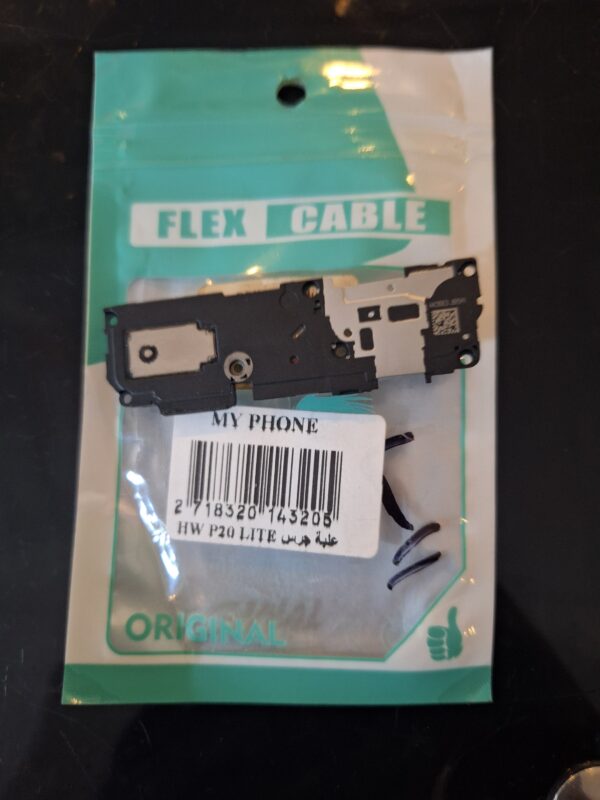 FLEX CABLE
MY PHONE
2 718320 143205
HW P20 LITE علبة جرس
ORIGINAL